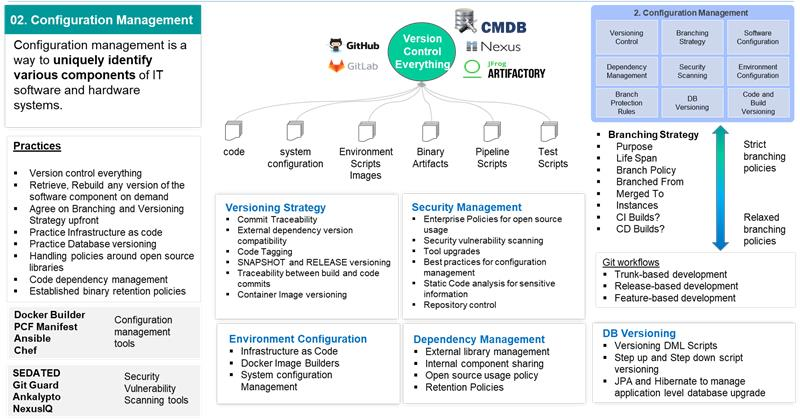 02. Configuration Management
Configuration management is a
way to uniquely identify
various components of IT
software and hardware
systems.
Practices
Version control everything
Retrieve, Rebuild any version of the
software component on demand
Agree on Branching and Versioning
Strategy upfront
Practice Infrastructure as code
Practice Database versioning
Handling policies around open source
libraries
Code dependency management
Established binary retention policies
Docker Builder
PCF Manifest
Ansible
Chef
Configuration
management
tools
SEDATED
Git Guard
Ankalypto
NexusIQ
Security
Vulnerability
Scanning tools
GitHub
GitLab
Version
Control
Everything
CMDB
Nexus
JFrog
ARTIFACTORY
code
system
configuration
Environment
Scripts
Images
Binary
Artifacts
Pipeline
Scripts
Test
Scripts
Versioning Strategy
Commit Traceability
External dependency version
compatibility
Code Tagging
SNAPSHOT and RELEASE versioning
Traceability between build and code
commits
Container Image versioning
Security Management
Enterprise Policies for open source
usage
Security vulnerability scanning
Tool upgrades
Best practices for configuration
management
Static Code analysis for sensitive
information
Repository control
Environment Configuration
Infrastructure as Code
Docker Image Builders
System configuration
Management
Dependency Management
External library management
Internal component sharing
Open source usage policy
Retention Policies
2. Configuration Management
Versioning
Control
Branching
Strategy
Software
Configuration
Dependency
Management
Security
Scanning
Environment
Configuration
Branch
Protection
Rules
DB
Versioning
Code and
Build
Versioning
Branching Strategy
Purpose
Life Span
Branch Policy
Branched From
Merged To
Instances
CI Builds?
CD Builds?
Strict
branching
policies
Relaxed
branching
policies
Git workflows
Trunk-based development
Release-based development
Feature-based development
DB Versioning
Versioning DML Scripts
Step up and Step down script
versioning
JPA and Hibernate to manage
application level database upgrade